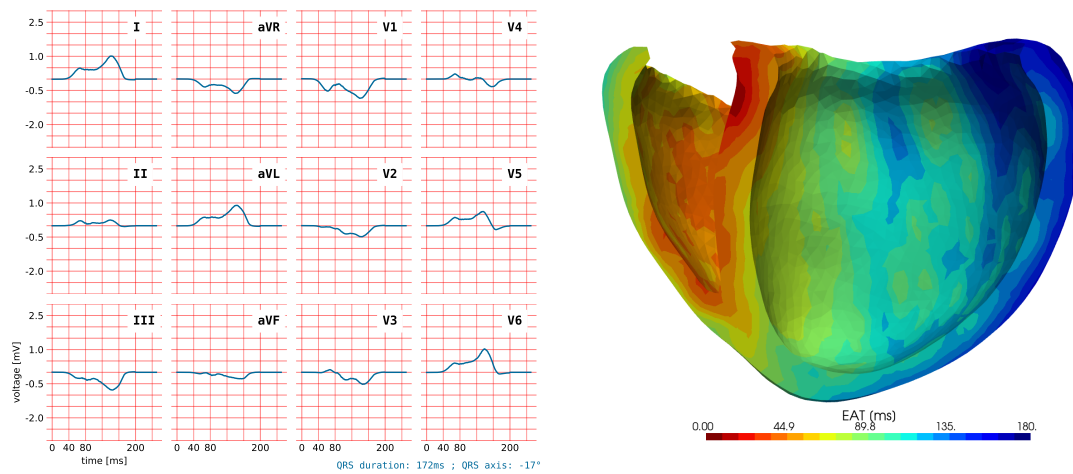 I aVR V1 V4
2.5
1.0
-0.5
-2.0
II aVL V2 V5
2.5
1.0
-0.5
-2.0
III aVF V3 V6
2.5
1.0
-0.5
-2.0
voltage [mV]
0 40 80 200 0 40 80 200 0 40 80 200 0 40 80 200
time [ms]
QRS duration: 172ms ; QRS axis: -17°
EAT (ms)
0.00 44.9 89.8 135. 180.